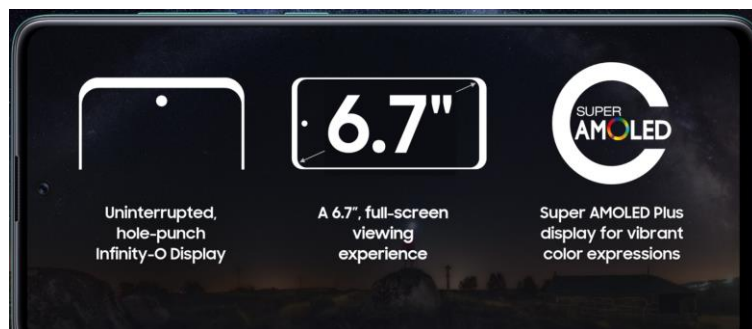 6.7"
SUPER
AMOLED
Uninterrupted,
hole-punch
Infinity-O Display
A 6.7", full-screen
viewing
experience
Super AMOLED Plus
display for vibrant
color expressions